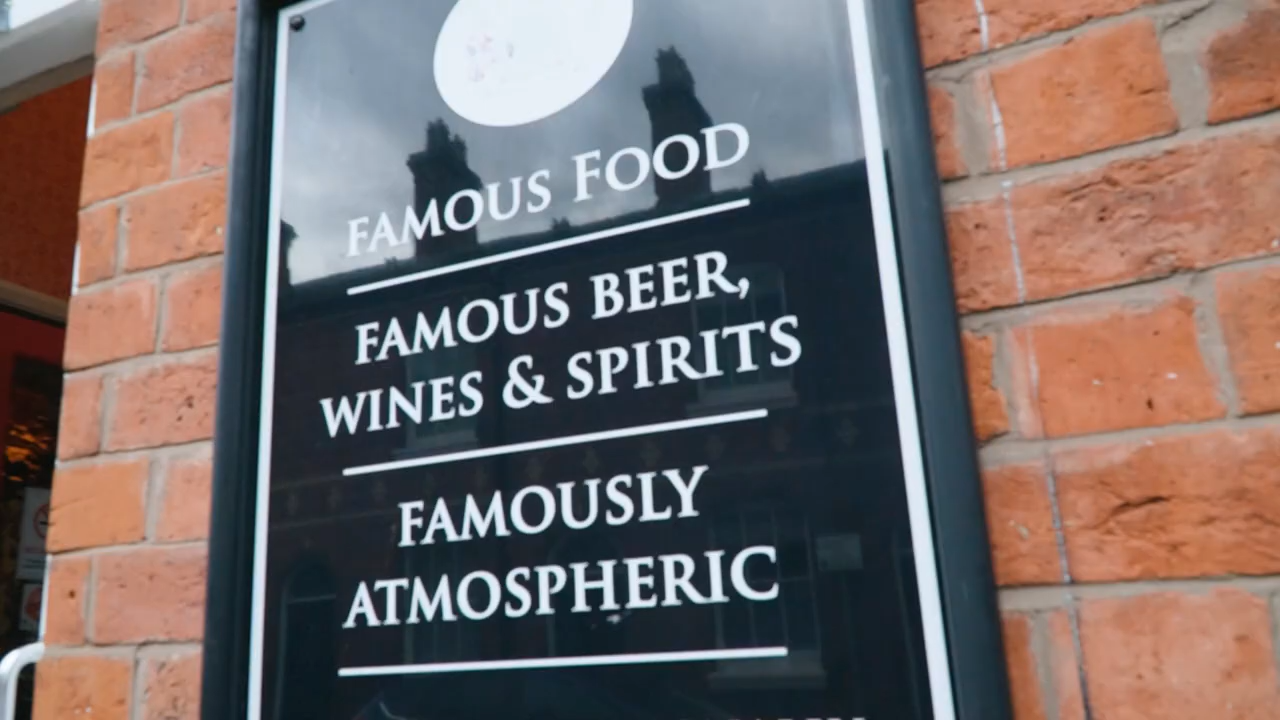 FAMOUS FOOD
FAMOUS BEER,
WINES & SPIRITS
FAMOUSLY
ATMOSPHERIC